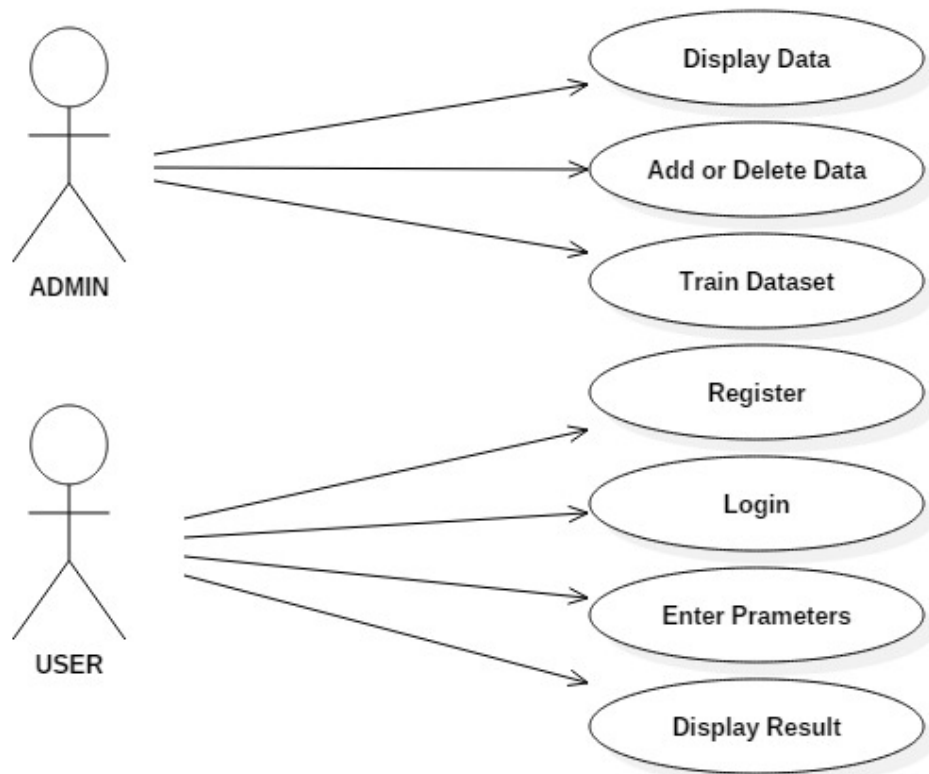 Display Data
Add or Delete Data
Train Dataset
ADMIN
Register
Login
Enter Prameters
Display Result
USER